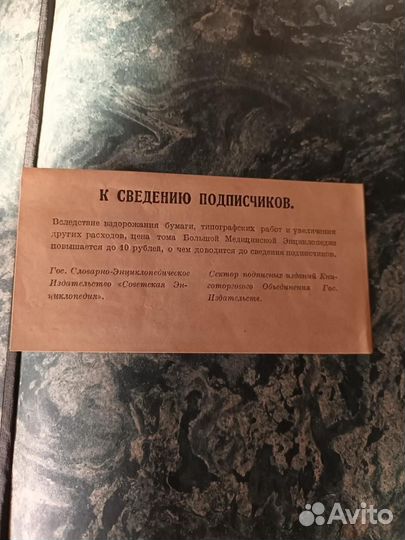 К СВЕДЕНИЮ ПОДПИСЧИКОВ.
Вследствие вздорожания бумаги, типографских работ и увеличения
других расходов, цена тома Большой Медицинской Энциклопедии
повышается до 10 рублей, о чем доводится до сведения подписчиков.
Гос. Словарно-Энциклопедическое
Издательство «Советская Эн-
циклопедия».
Сектор подписных изданий Кни-
готоргового Объединения Гос.
Издательств.
Avito